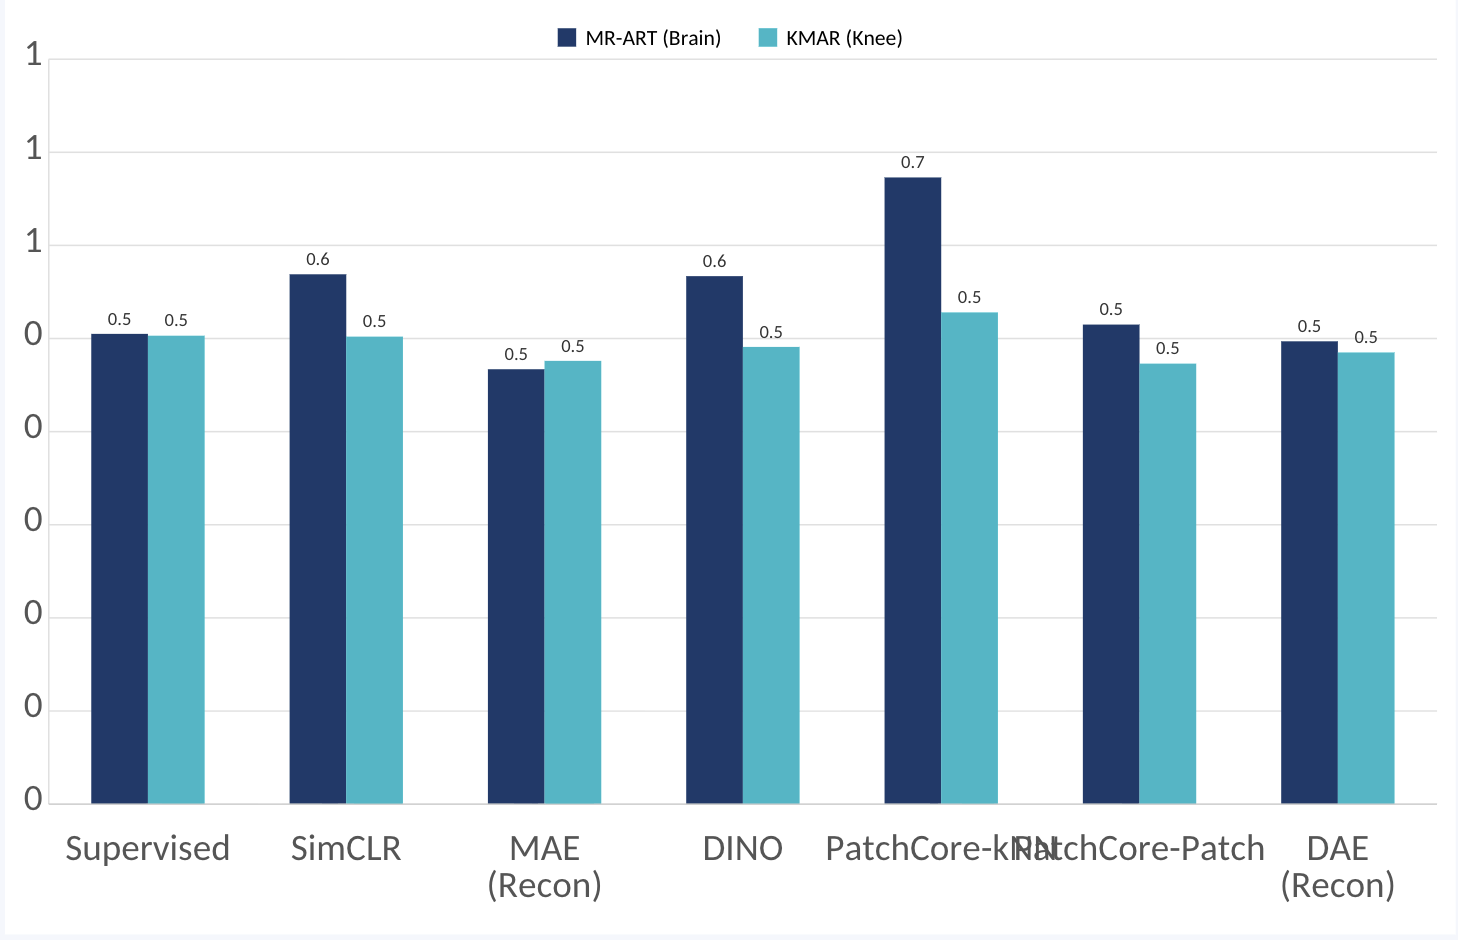 MR-ART (Brain) KMAR (Knee)
1
1
1
0
0
0
0
0
0
0.5 0.5
0.6 0.5
0.5 0.5
0.6 0.5
0.7 0.5
0.5 0.5
0.5 0.5
Supervised
SimCLR
MAE
(Recon)
DINO
PatchCore-kNN
PatchCore-Patch
DAE
(Recon)